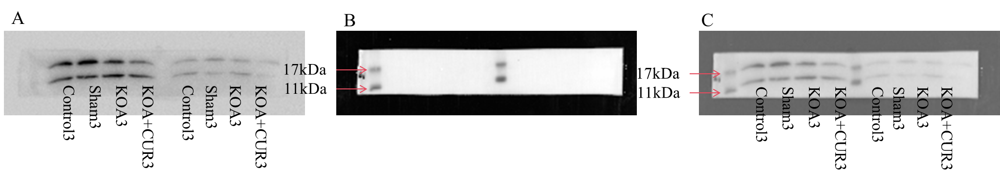 A
B
C
17kDa
11kDa
17kDa
11kDa
Control3
Sham3
KOA3
KOA+CUR3
Control3
Sham3
KOA3
KOA+CUR3
Control3
Sham3
KOA3
KOA+CUR3
Control3
Sham3
KOA3
KOA+CUR3